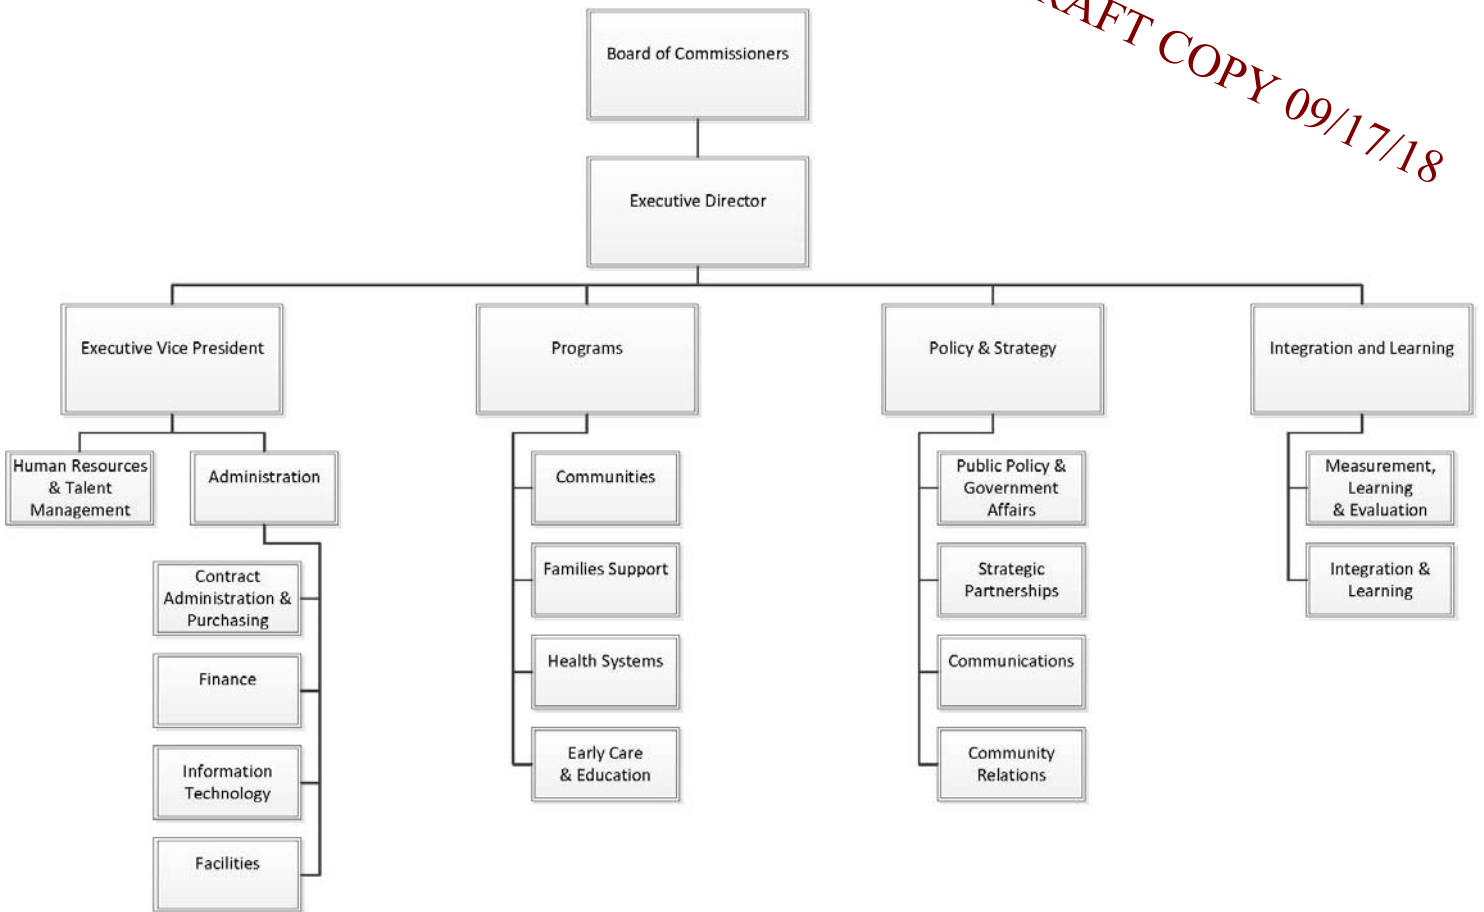 COPY 09/17/18
Board of Commissioners
Executive Director
Executive Vice President
Programs
Policy & Strategy
Integration and Learning
Human Resources
& Talent
Management
Administration
Contract
Administration &
Purchasing
Finance
Information
Technology
Facilities
Communities
Families Support
Health Systems
Early Care
& Education
Public Policy &
Government
Affairs
Strategic
Partnerships
Communications
Community
Relations
Measurement,
Learning
& Evaluation
Integration &
Learning